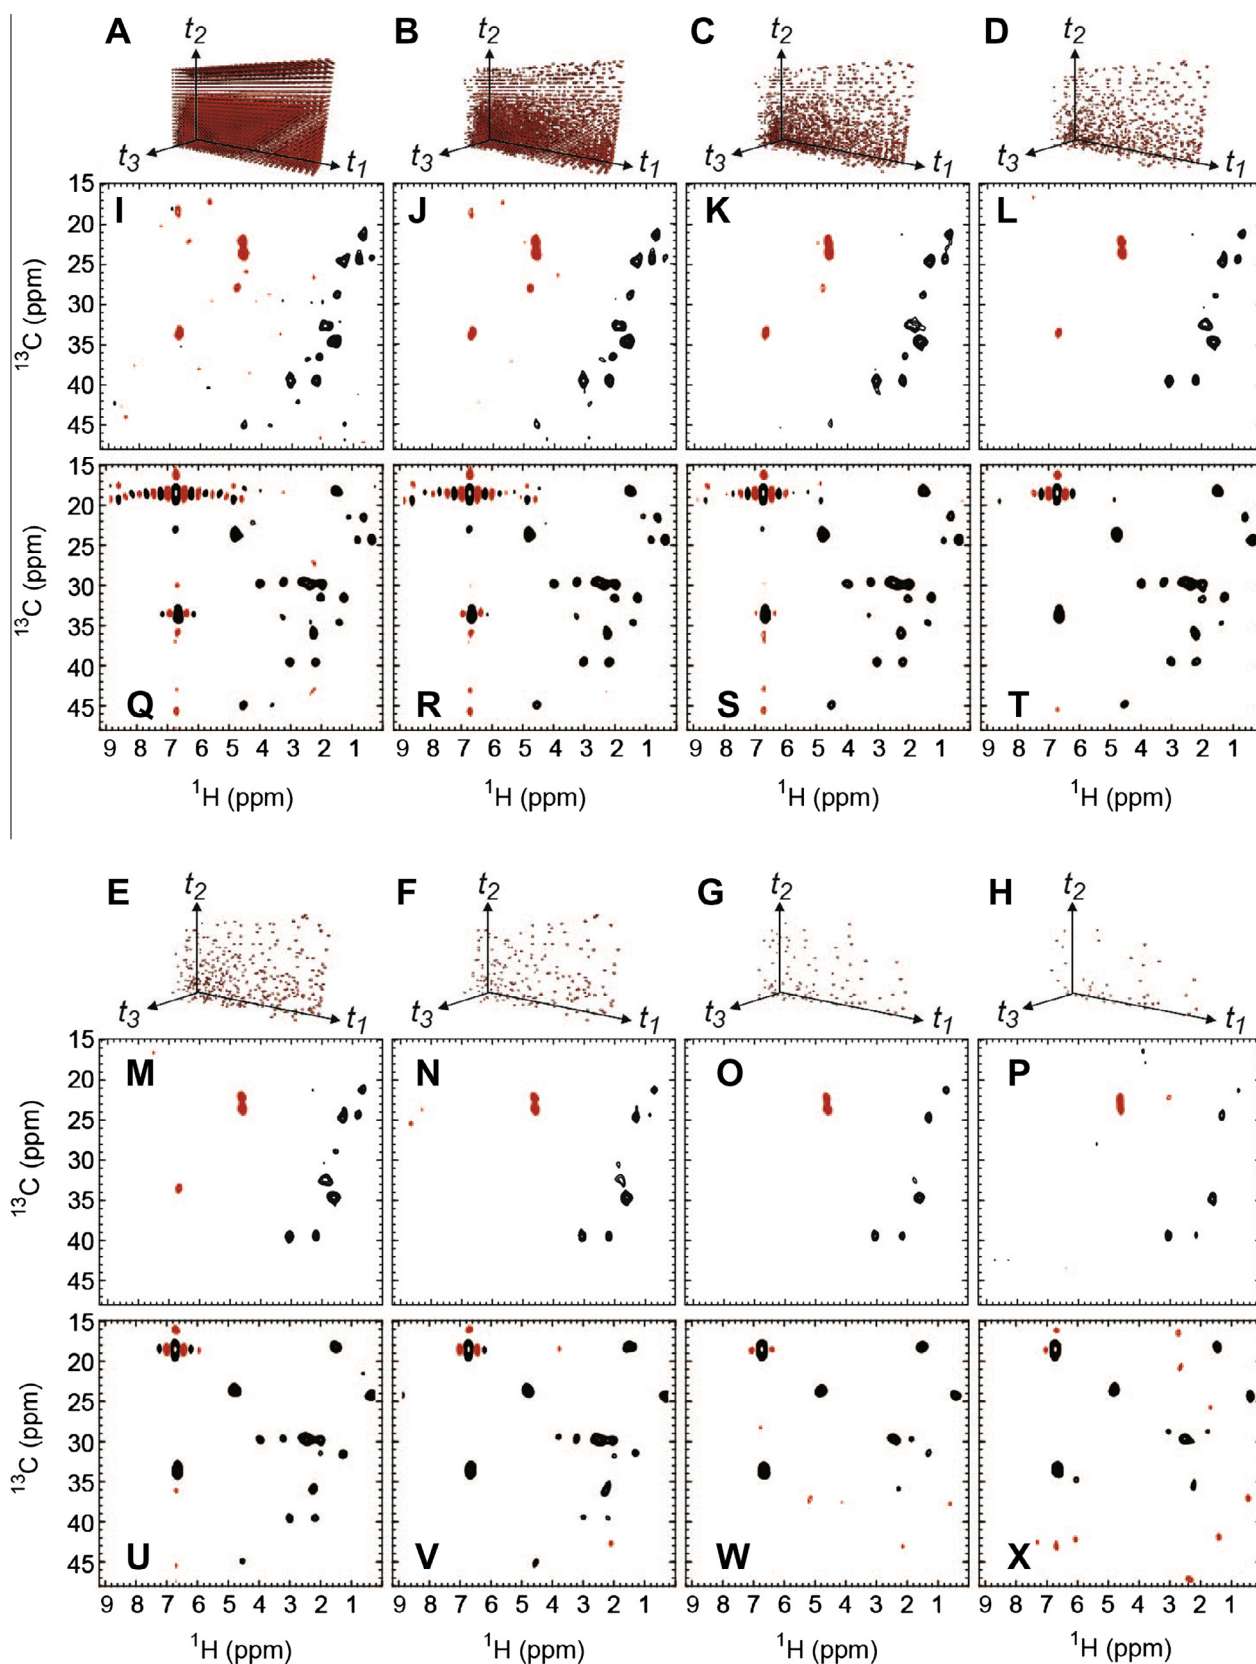 A B C D
t2 t2 t2 t2
t3 t1 t3 t1 t3 t1 t3 t1
15
20
25
30
35
40
45
¹³C (ppm)
I J K L
15
20
25
30
35
40
45
¹³C (ppm)
Q R S T
9 8 7 6 5 4 3 2 1 9 8 7 6 5 4 3 2 1 9 8 7 6 5 4 3 2 1 9 8 7 6 5 4 3 2 1
¹H (ppm) ¹H (ppm) ¹H (ppm) ¹H (ppm)
E F G H
t2 t2 t2 t2
t3 t1 t3 t1 t3 t1 t3 t1
15
20
25
30
35
40
45
¹³C (ppm)
M N O P
15
20
25
30
35
40
45
¹³C (ppm)
U V W X
9 8 7 6 5 4 3 2 1 9 8 7 6 5 4 3 2 1 9 8 7 6 5 4 3 2 1 9 8 7 6 5 4 3 2 1
¹H (ppm) ¹H (ppm) ¹H (ppm) ¹H (ppm)